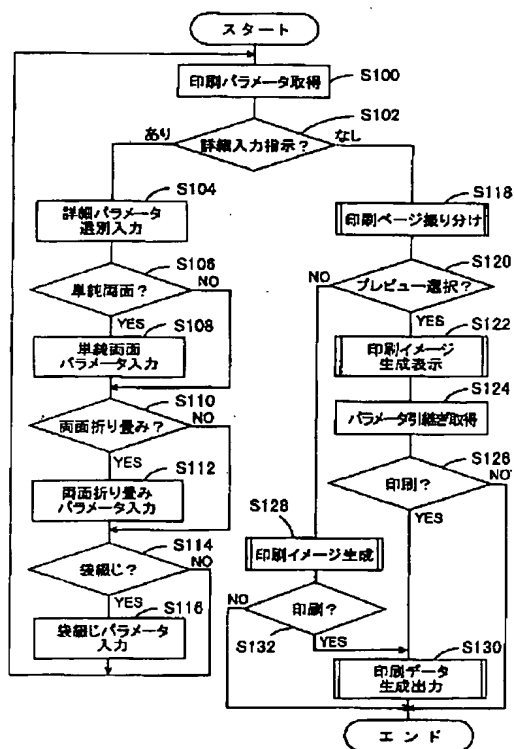 スタート
S100
印刷パラメータ取得
S102
あり
詳細入力指示?
なし
S104
詳細パラメータ
選別入力
S106
単純両面?
NO
YES
S108
単純両面
パラメータ入力
S110
両面折り畳み?
NO
YES
S112
両面折り畳み
パラメータ入力
S114
袋綴じ?
NO
YES
S116
袋綴じパラメータ
入力
S118
印刷ページ振り分け
S120
NO
プレビュー選択?
YES
S122
印刷イメージ
生成表示
S124
パラメータ引継ぎ取得
S126
印刷?
NOT
YES
S128
印刷イメージ生成
NO
印刷?
S132
YES
S130
印刷データ
生成出力
エンド